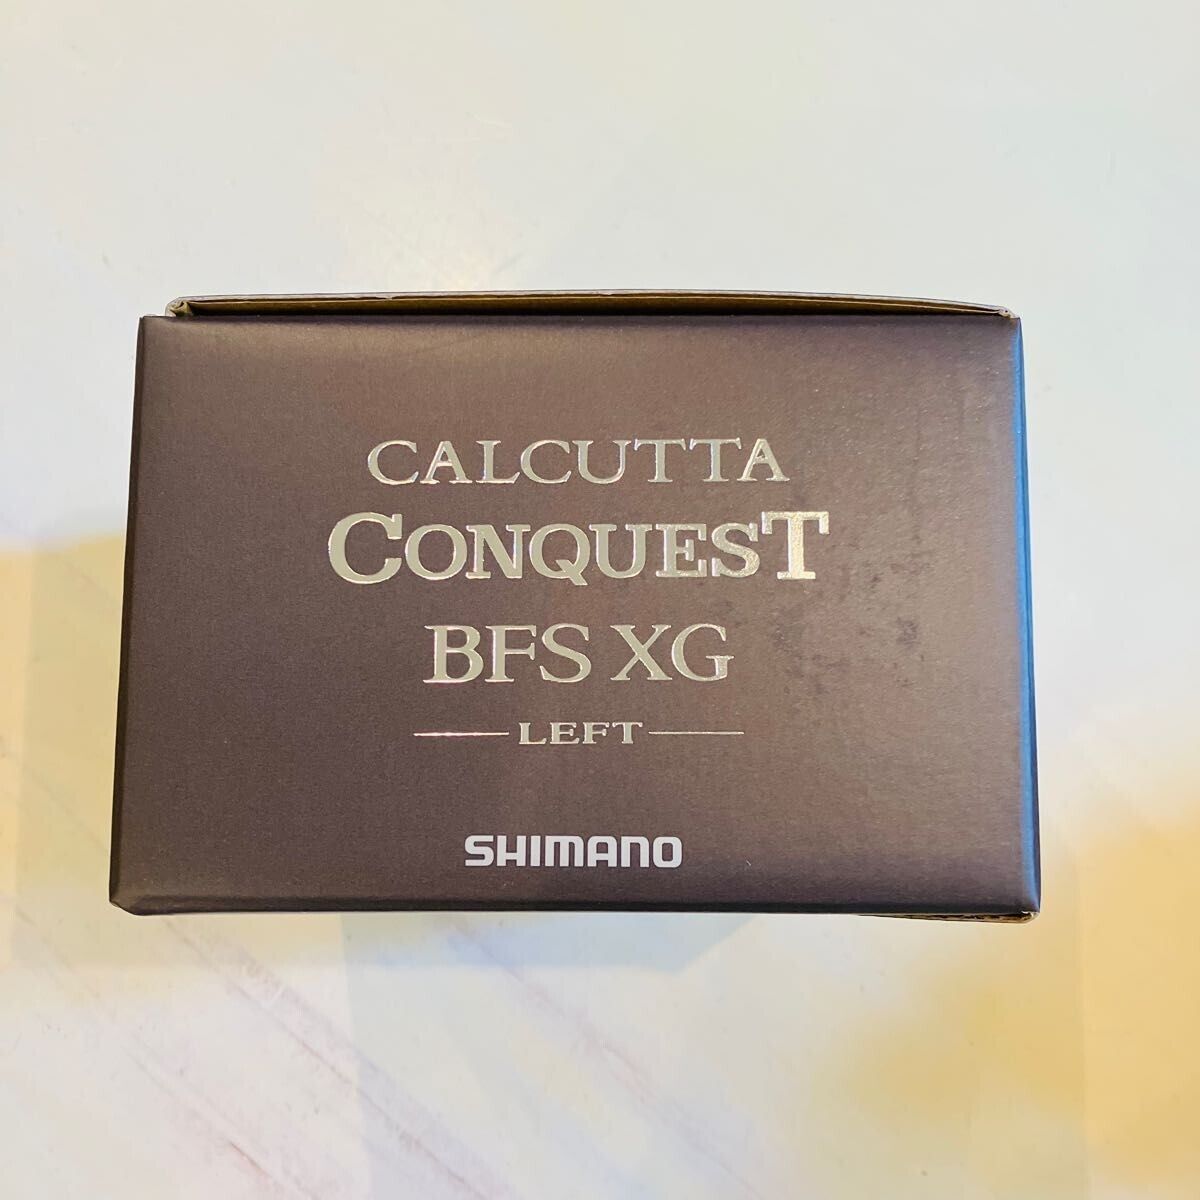 CALCUTTA
CONQUEST
BFS XG
LEFT
SHIMANO